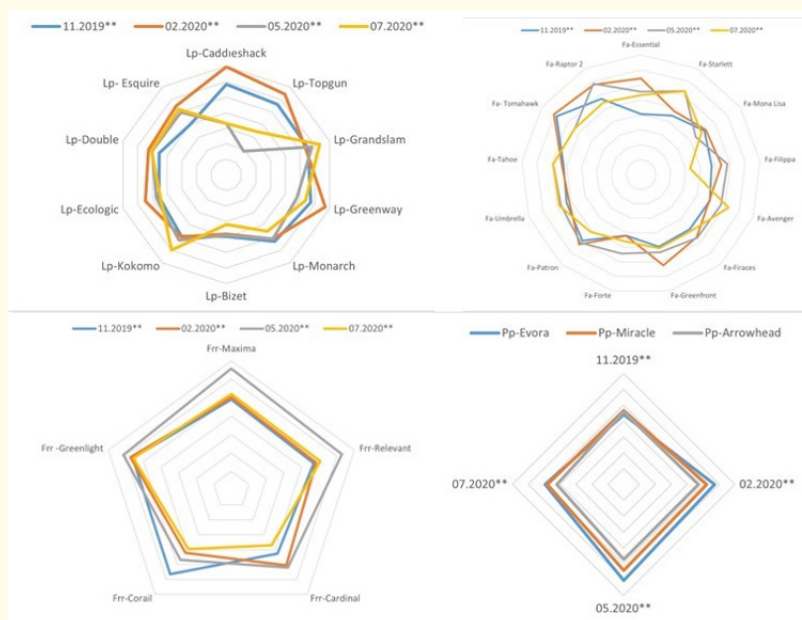 11.2019** 02.2020** 05.2020** 07.2020**
Lp-Caddieshack
Lp- Esquire Lp-Topgun
Lp-Double Lp-Grandslam
Lp-Ecologic Lp-Greenway
Lp-Kokomo Lp-Monarch
Lp-Bizet
11.2019** 02.2020** 05.2020** 07.2020**
Fa-Essential
Fa-Raptor 2 Fa-Starlett
Fa- Tomahawk Fa-Mona Lisa
Fa-Tahoe Fa-Filippa
Fa-Umbrella Fa-Avenger
Fa-Patron Fa-Firaces
Fa-Forte Fa-Greenfront
11.2019** 02.2020** 05.2020** 07.2020**
Frr-Maxima
Frr -Greenlight Frr-Relevant
Frr-Corail Frr-Cardinal
Pp-Evora Pp-Miracle Pp-Arrowhead
11.2019**
07.2020** 02.2020**
05.2020**